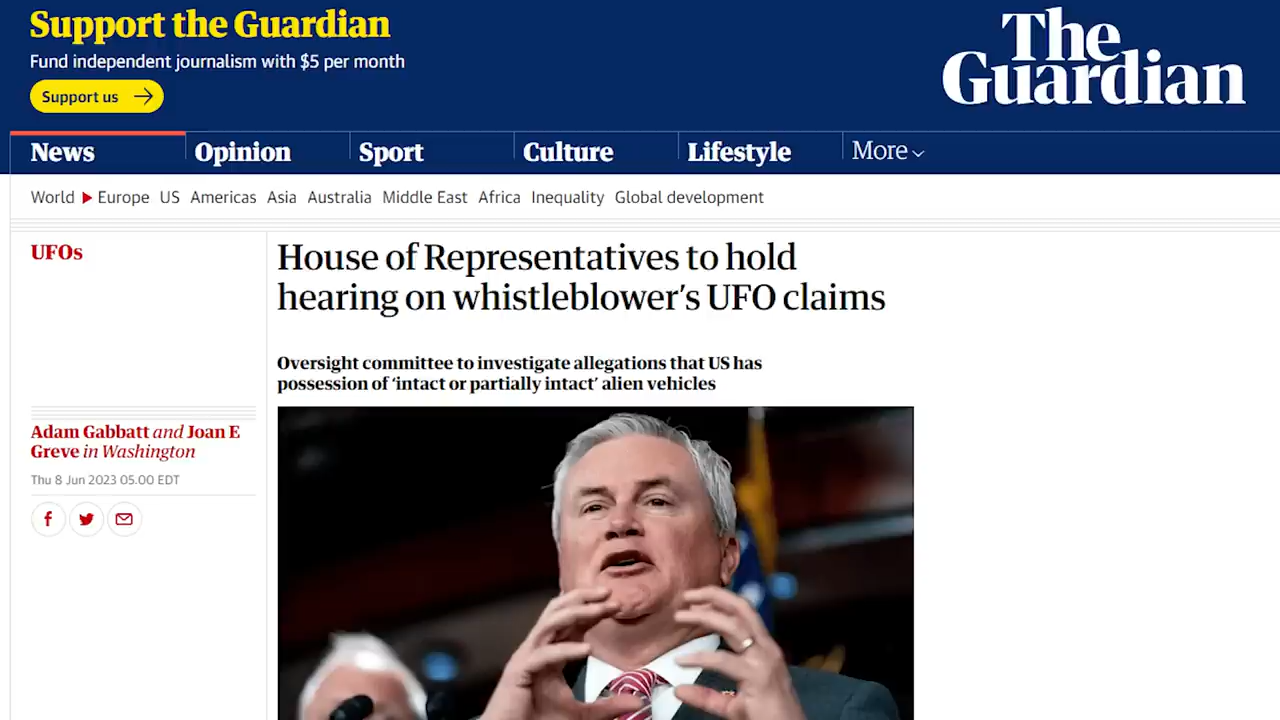 Support the Guardian
Fund independent journalism with $5 per month
Support us
The
Guardian
News
Opinion
Sport
Culture
Lifestyle
More
World
Europe
US
Americas
Asia
Australia
Middle East
Africa
Inequality
Global development
UFOs
House of Representatives to hold
hearing on whistleblower’s UFO claims
Oversight committee to investigate allegations that US has
possession of ‘intact or partially intact’ alien vehicles
Adam Gabbatt and Joan E
Greve in Washington
Thu 8 Jun 2023 05.00 EDT